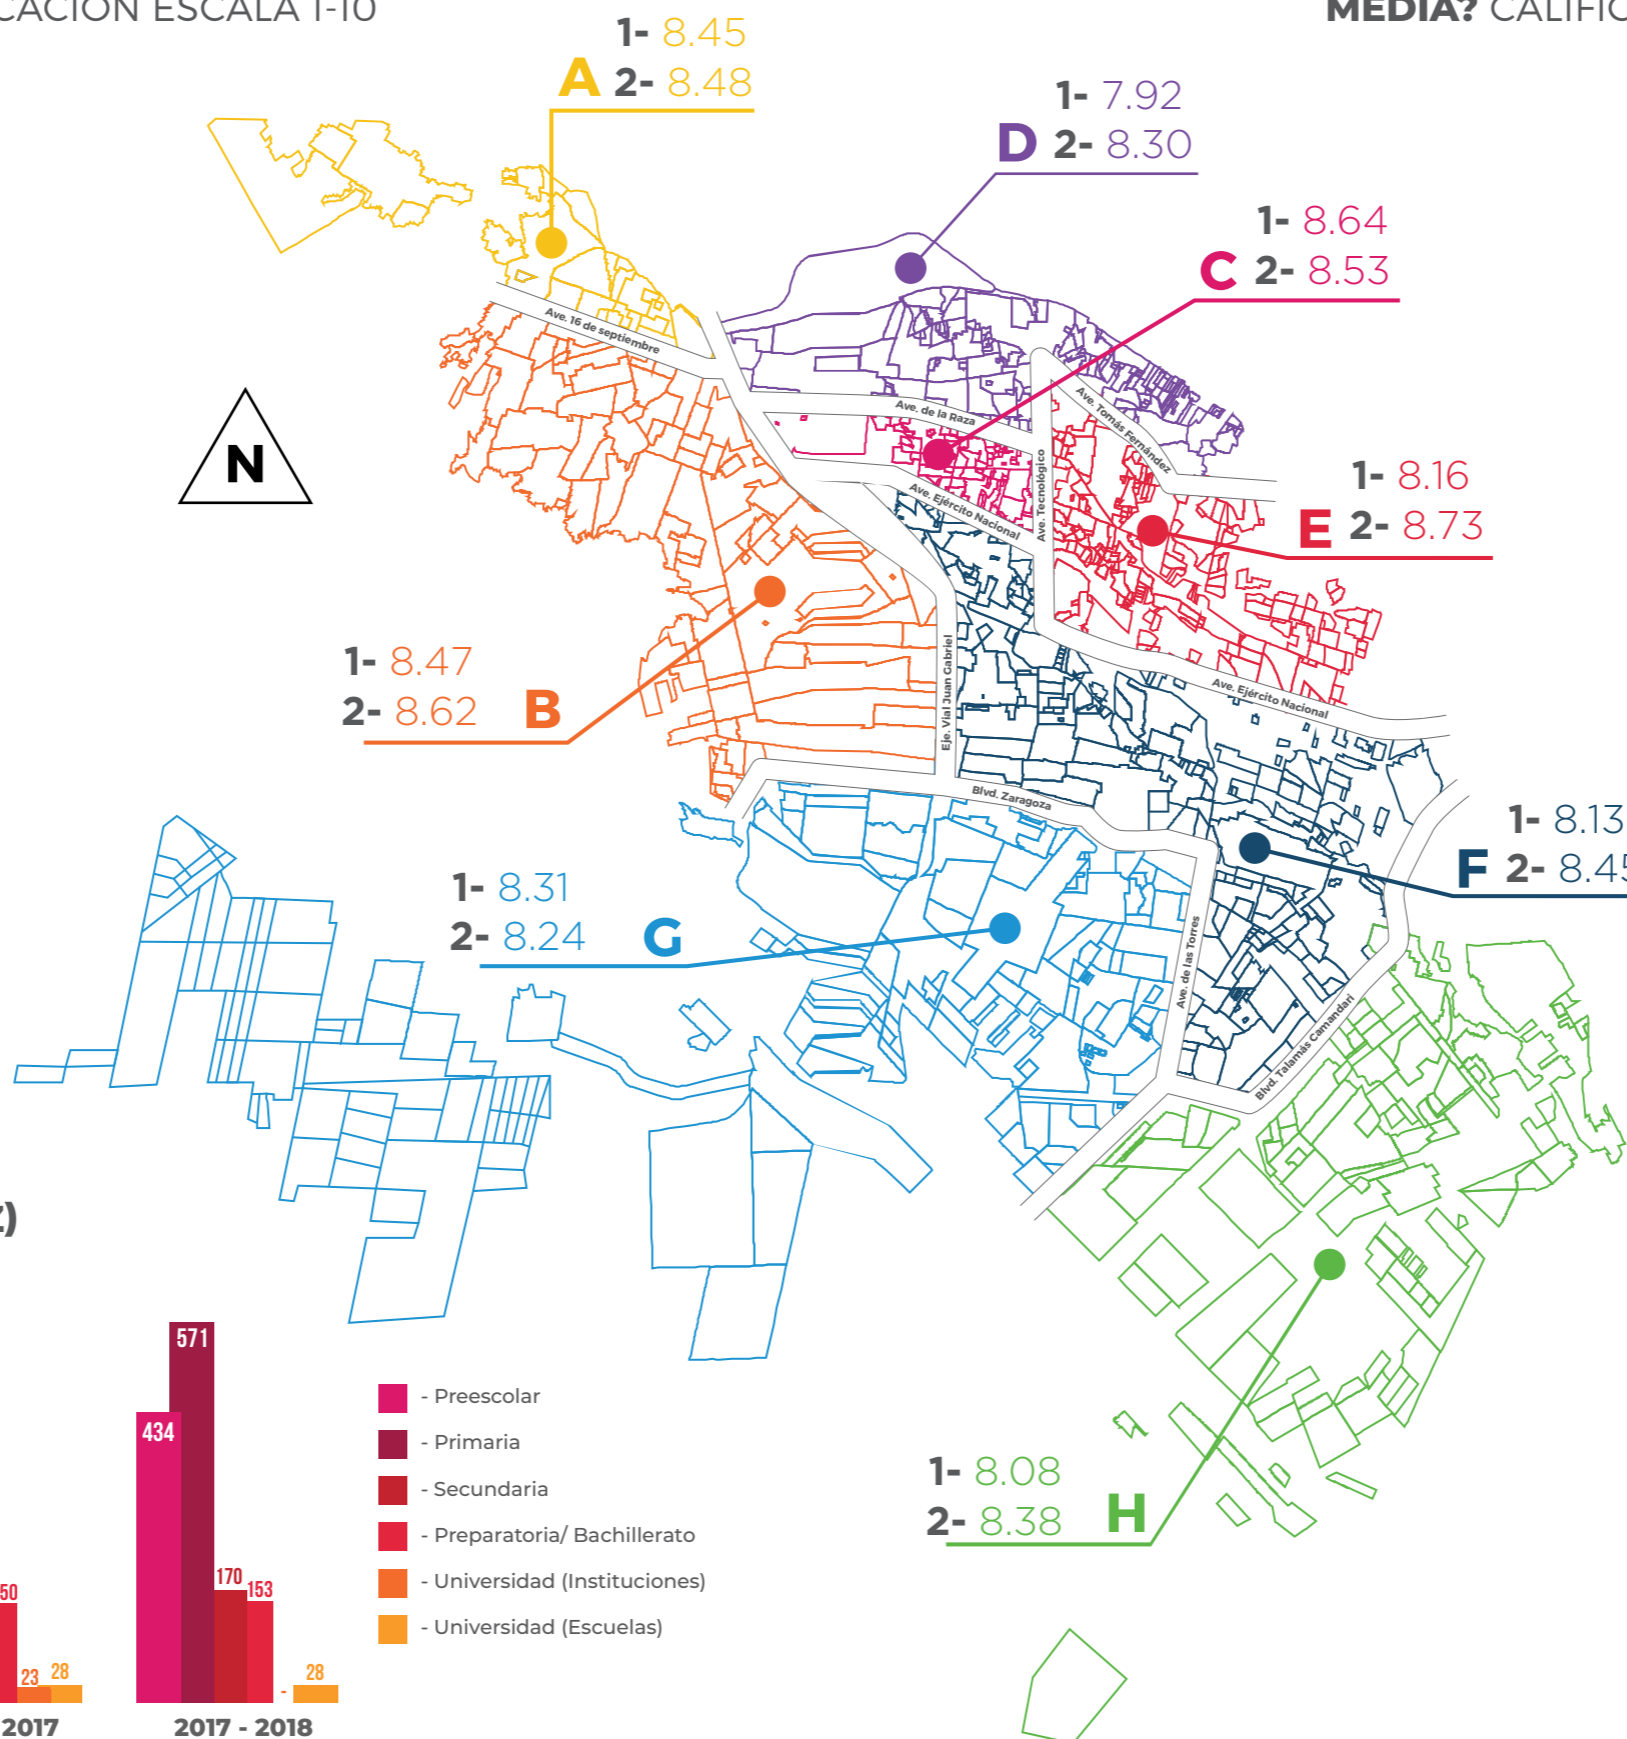 CACIÓN ESCALA 1-10
MEDIA? CALIFIC
1- 8.45
A 2- 8.48
1- 7.92
D 2- 8.30
1- 8.64
C 2- 8.53
Ave. 16 de septiembre
Ave. de la Raza
Ave. Tomás Fernández
N
Ave. Tecnológico
Ave. Ejército Nacional
1- 8.16
E 2- 8.73
1- 8.47
2- 8.62 B
Eje. Vial Juan Gabriel
Ave. Ejército Nacional
Blvd. Zaragoza
1- 8.13
F 2- 8.45
1- 8.31
2- 8.24 G
Ave. de las Torres
Blvd. Talamás Camandari
Z)
571
434
170
153
-
28
50
23
28
2017
2017 - 2018
- Preescolar
- Primaria
- Secundaria
- Preparatoria/ Bachillerato
- Universidad (Instituciones)
- Universidad (Escuelas)
1- 8.08
2- 8.38 H